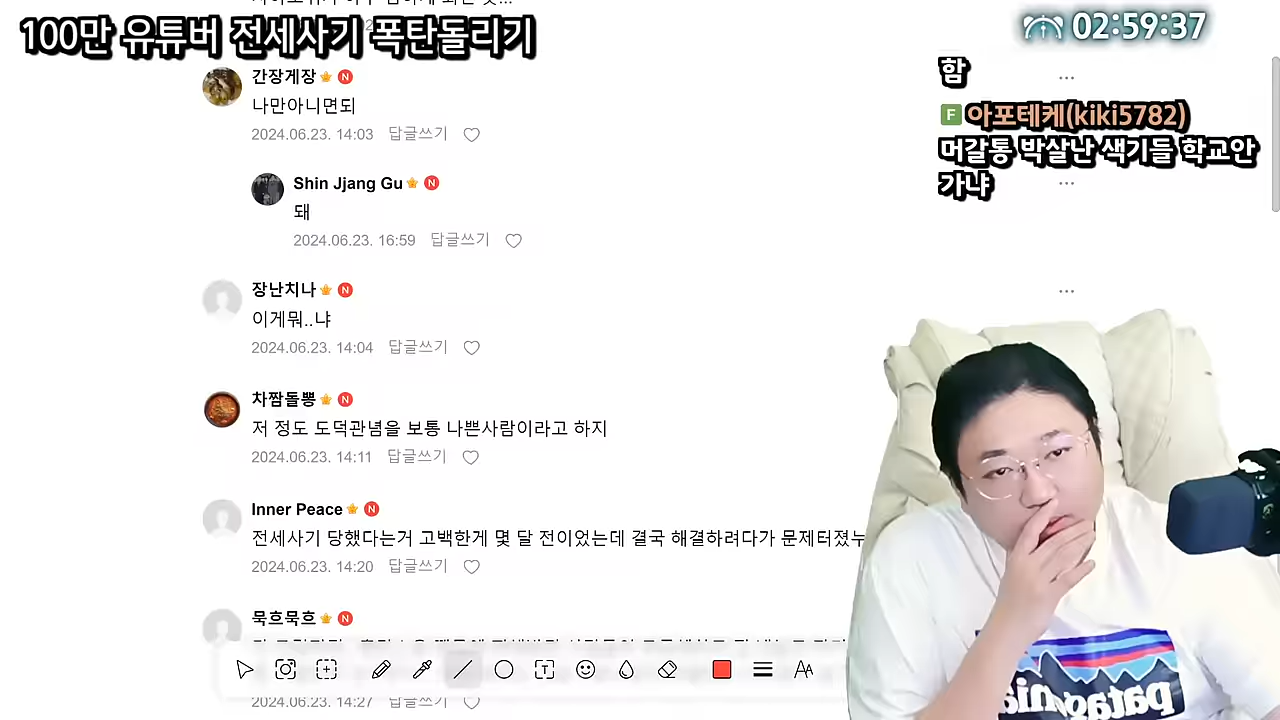 100만 유튜버 전세사기 폭탄돌리기
02:59:37
간장게장
나만아니면되
2024.06.23. 14:03 답글쓰기
Shin Jjang Gu
돼
2024.06.23. 16:59 답글쓰기
장난치나
이게뭐..냐
2024.06.23. 14:04 답글쓰기
차짬돌뽕
저 정도 도덕관념을 보통 나쁜사람이라고 하지
2024.06.23. 14:11 답글쓰기
Inner Peace
전세사기 당했다는거 고백한게 몇 달 전이었는데 결국 해결하려다가 문제터졌누
2024.06.23. 14:20 답글쓰기
묵흐묵흐
2024.06.23. 14:27 답글쓰기
함
F 아포테케(kiki5782)
머갈통 박살난 색기들 학교안
가냐
patagonia